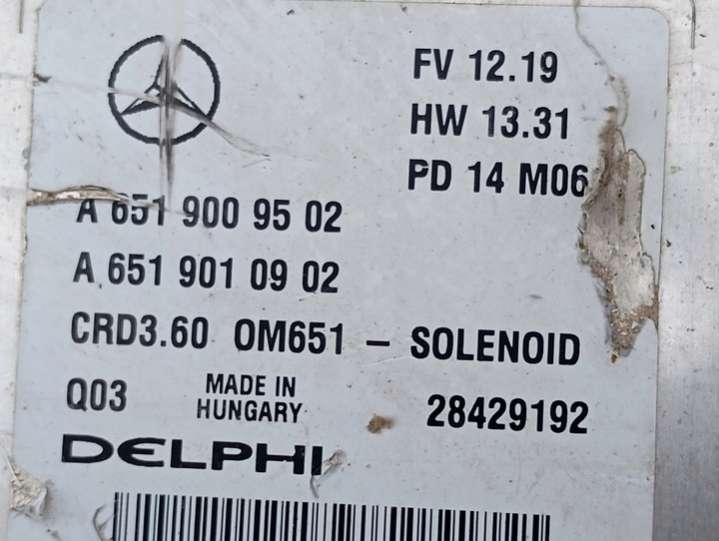 FV 12.19
HW 13.31
PD 14 M06
A 651 900 95 02
A 651 901 09 02
CRD3.60 OM651 – SOLENOID
Q03 MADE IN HUNGARY 28429192
DELPHI